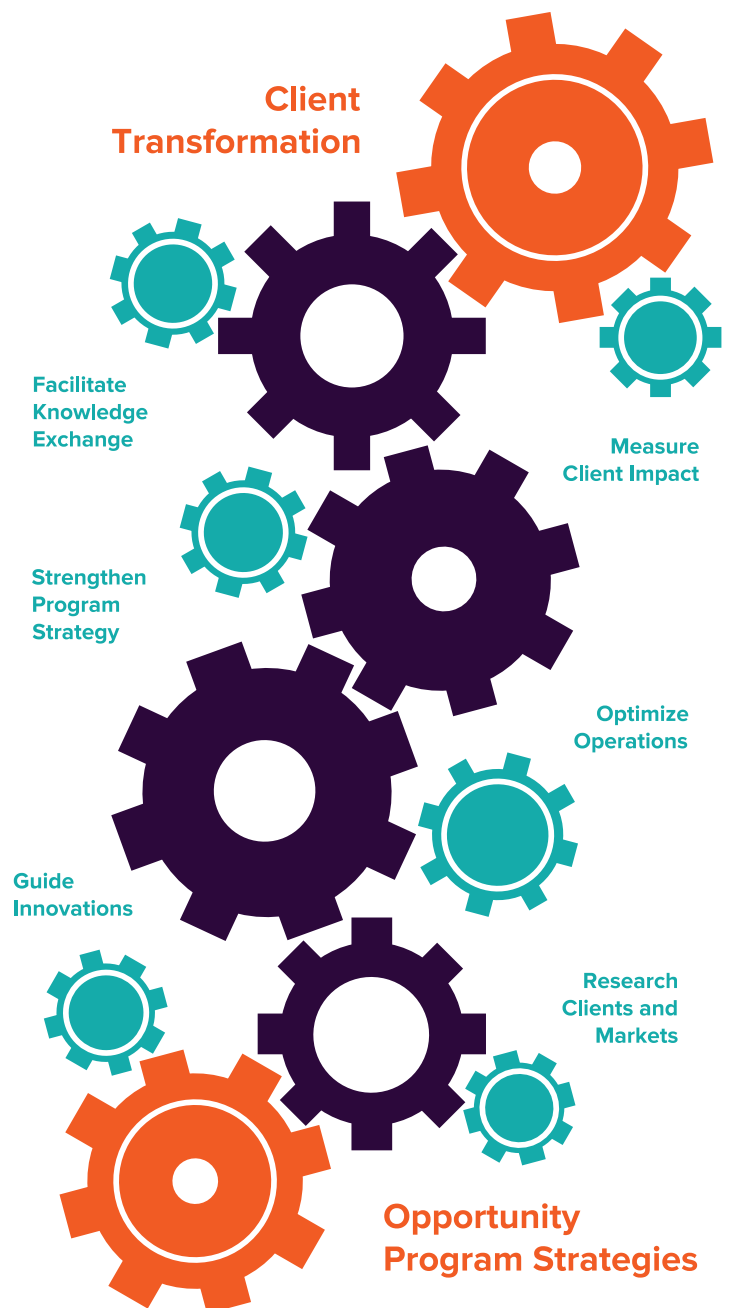 Client
Transformation
Facilitate
Knowledge
Exchange
Measure
Client Impact
Strengthen
Program
Strategy
Optimize
Operations
Guide
Innovations
Research
Clients and
Markets
Opportunity
Program Strategies